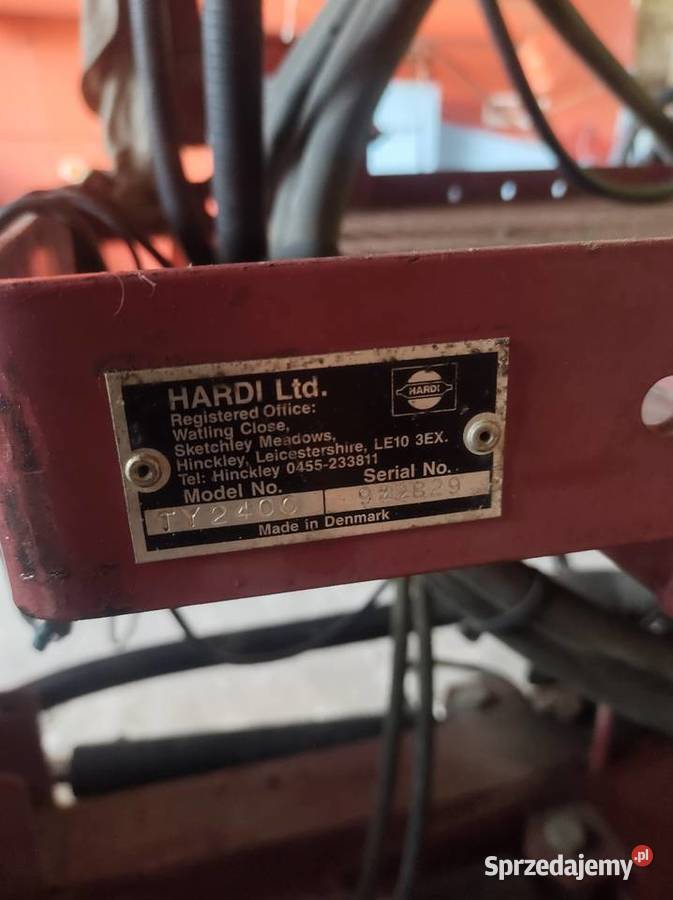 HARDI Ltd.
HARDI
Registered Office:
Watling Close,
Sketchley Meadows,
Hinckley, Leicestershire, LE10 3EX.
Tel: Hinckley 0455-233811
Model No. Serial No.
TY2400
Made in Denmark
Sprzedajemy.pl